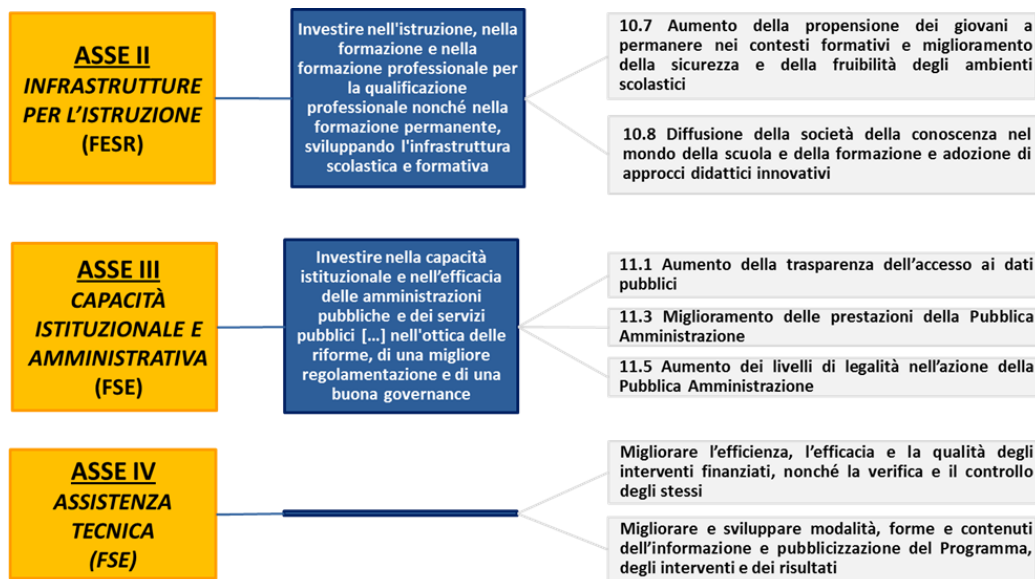 ASSE II
INFRASTRUTTURE
PER L'ISTRUZIONE
(FESR)
Investire nell'istruzione, nella
formazione e nella
formazione professionale per
la qualificazione
professionale nonché nella
formazione permanente,
sviluppando l'infrastruttura
scolastica e formativa
10.7 Aumento della propensione dei giovani a
permanere nei contesti formativi e miglioramento
della sicurezza e della fruibilità degli ambienti
scolastici
10.8 Diffusione della società della conoscenza nel
mondo della scuola e della formazione e adozione di
approcci didattici innovativi
ASSE III
CAPACITÀ
ISTITUZIONALE E
AMMINISTRATIVA
(FSE)
Investire nella capacità
istituzionale e nell’efficacia
delle amministrazioni
pubbliche e dei servizi
pubblici […] nell'ottica delle
riforme, di una migliore
regolamentazione e di una
buona governance
11.1 Aumento della trasparenza dell’accesso ai dati
pubblici
11.3 Miglioramento delle prestazioni della Pubblica
Amministrazione
11.5 Aumento dei livelli di legalità nell’azione della
Pubblica Amministrazione
ASSE IV
ASSISTENZA
TECNICA
(FSE)
Migliorare l’efficienza, l’efficacia e la qualità degli
interventi finanziati, nonché la verifica e il controllo
degli stessi
Migliorare e sviluppare modalità, forme e contenuti
dell’informazione e pubblicizzazione del Programma,
degli interventi e dei risultati